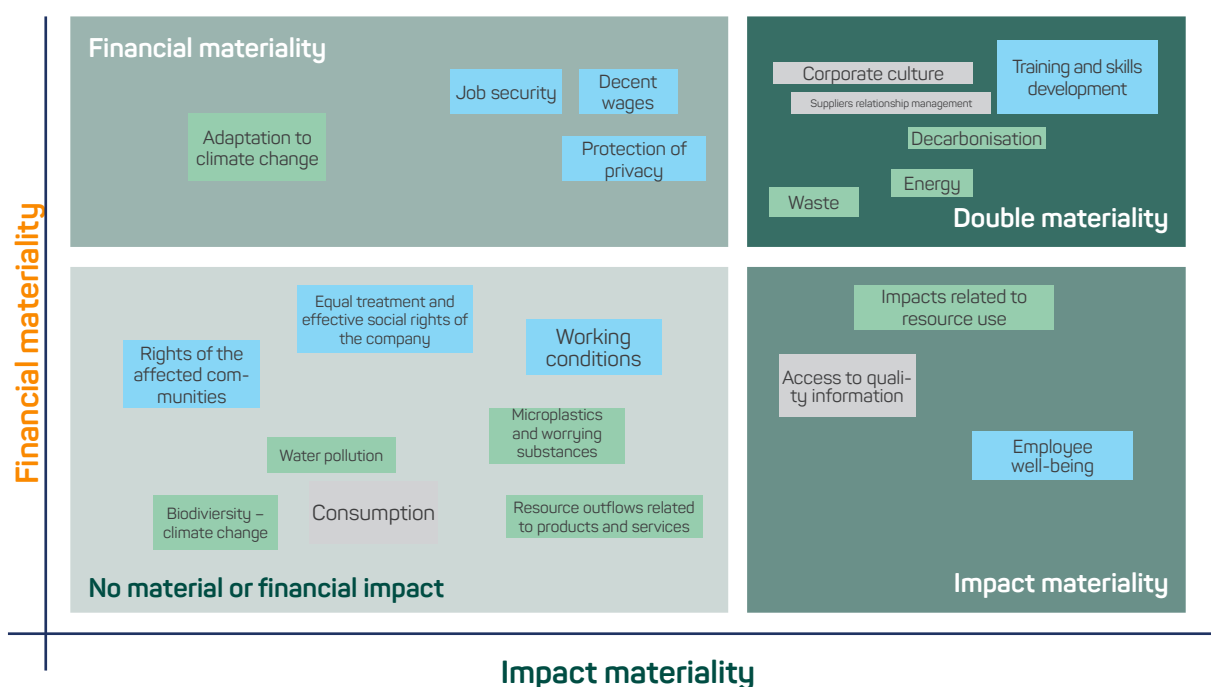 Financial materiality
Financial materiality
Job security
Decent
wages
Adaptation to
climate change
Protection of
privacy
Corporate culture
Training and skills
development
Suppliers relationship management
Decarbonisation
Energy
Waste
Double materiality
Equal treatment and
effective social rights of
the company
Working
conditions
Rights of the
affected com-
munities
Microplastics
and worrying
substances
Water pollution
Biodiviersity –
climate change
Consumption
Resource outflows related
to products and services
No material or financial impact
Impacts related to
resource use
Access to quali-
ty information
Employee
well-being
Impact materiality
Impact materiality